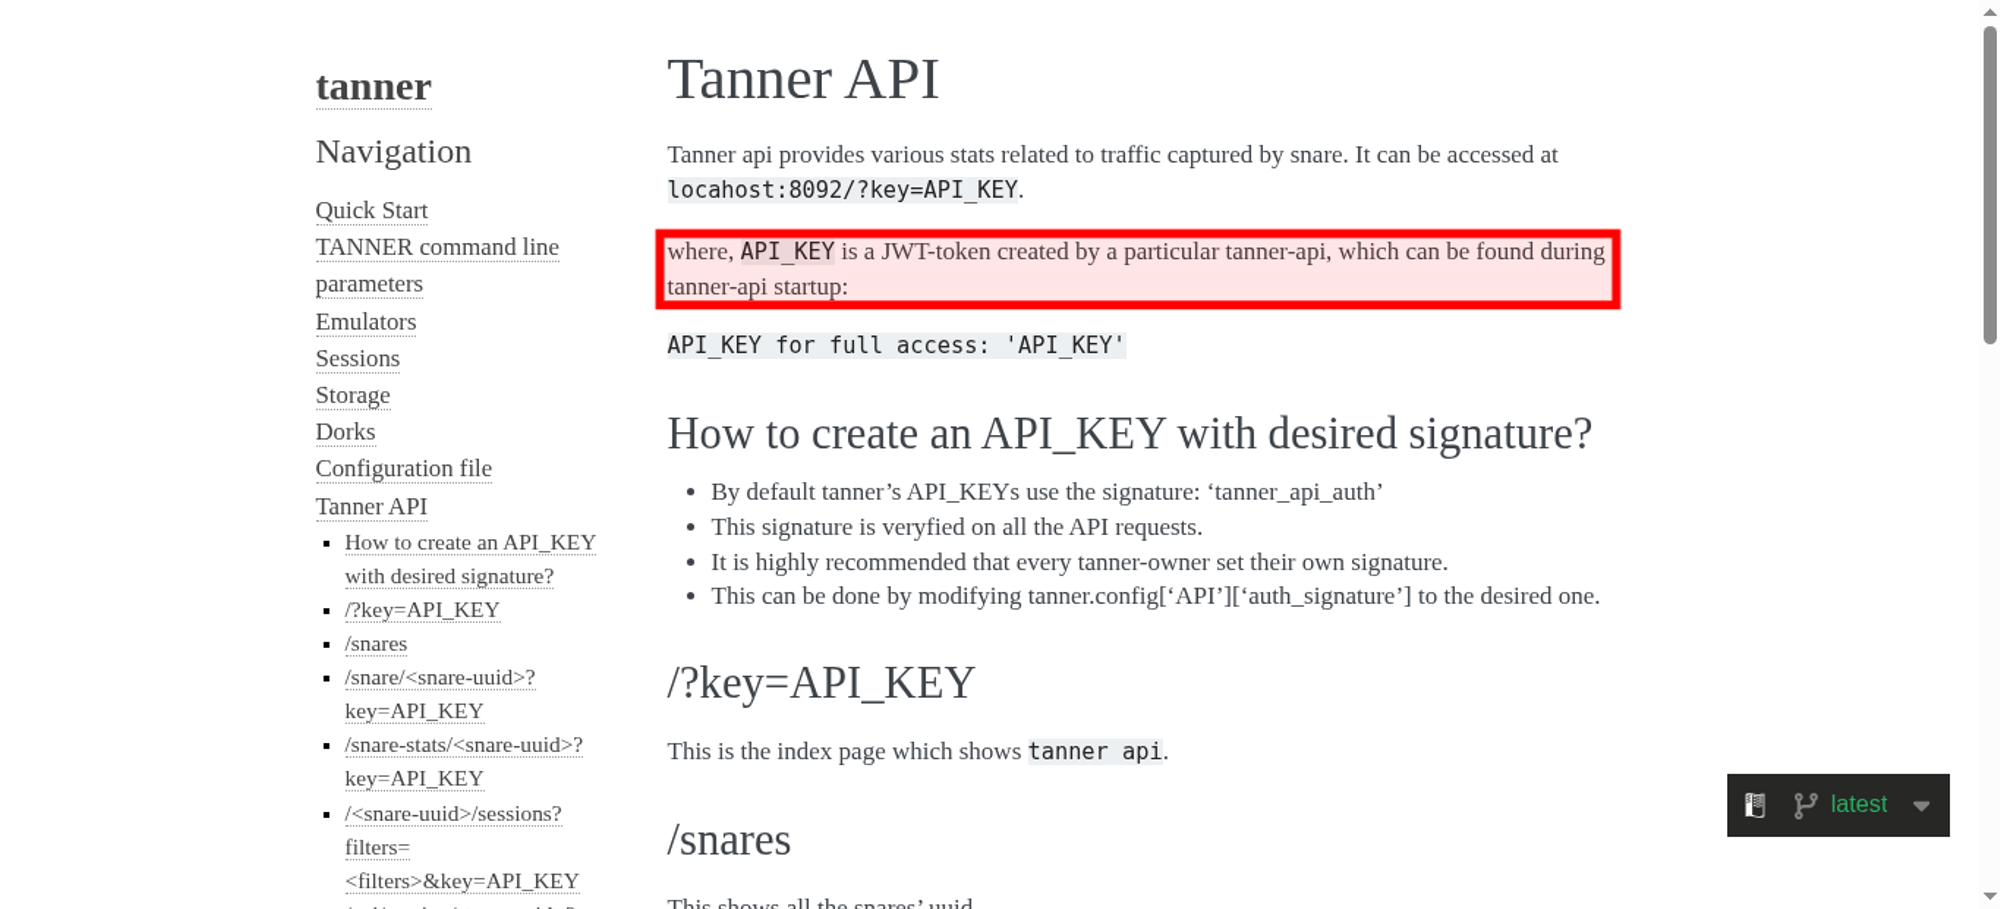 tanner
Navigation
Quick Start
TANNER command line
parameters
Emulators
Sessions
Storage
Dorks
Configuration file
Tanner API
How to create an API_KEY
with desired signature?
/?key=API_KEY
/snares
/snare/<snare-uuid>?
key=API_KEY
/snare-stats/<snare-uuid>?
key=API_KEY
/<snare-uuid>/sessions?
filters=
<filters>&key=API_KEY
Tanner API
Tanner api provides various stats related to traffic captured by snare. It can be accessed at
locahost:8092/?key=API_KEY.
where, API_KEY is a JWT-token created by a particular tanner-api, which can be found during
tanner-api startup:
API_KEY for full access: 'API_KEY'
How to create an API_KEY with desired signature?
By default tanner’s API_KEYs use the signature: ‘tanner_api_auth’
This signature is veryfied on all the API requests.
It is highly recommended that every tanner-owner set their own signature.
This can be done by modifying tanner.config[‘API’][‘auth_signature’] to the desired one.
/?key=API_KEY
This is the index page which shows tanner api.
/snares
This shows all the snares’ uuid.
latest